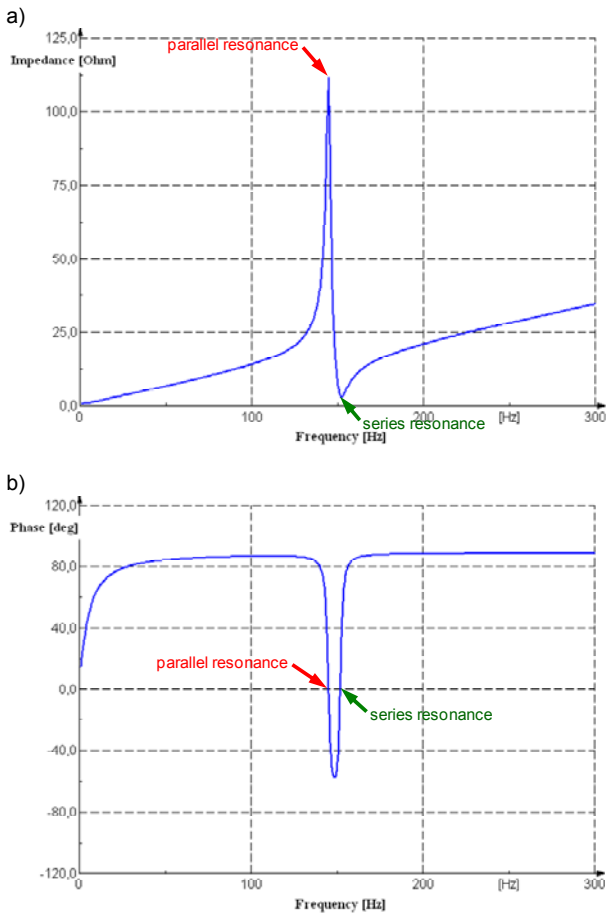 a)
125,0
parallel resonance
Impedance [Ohm]
100,0
75,0
50,0
25,0
0,0
series resonance
0
100
200
[Hz]
300
Frequency [Hz]
b)
120,0
Phase [deg]
80,0
40,0
parallel resonance
0,0
series resonance
-40,0
-80,0
-120,0
0
100
200
[Hz]
300
Frequency [Hz]